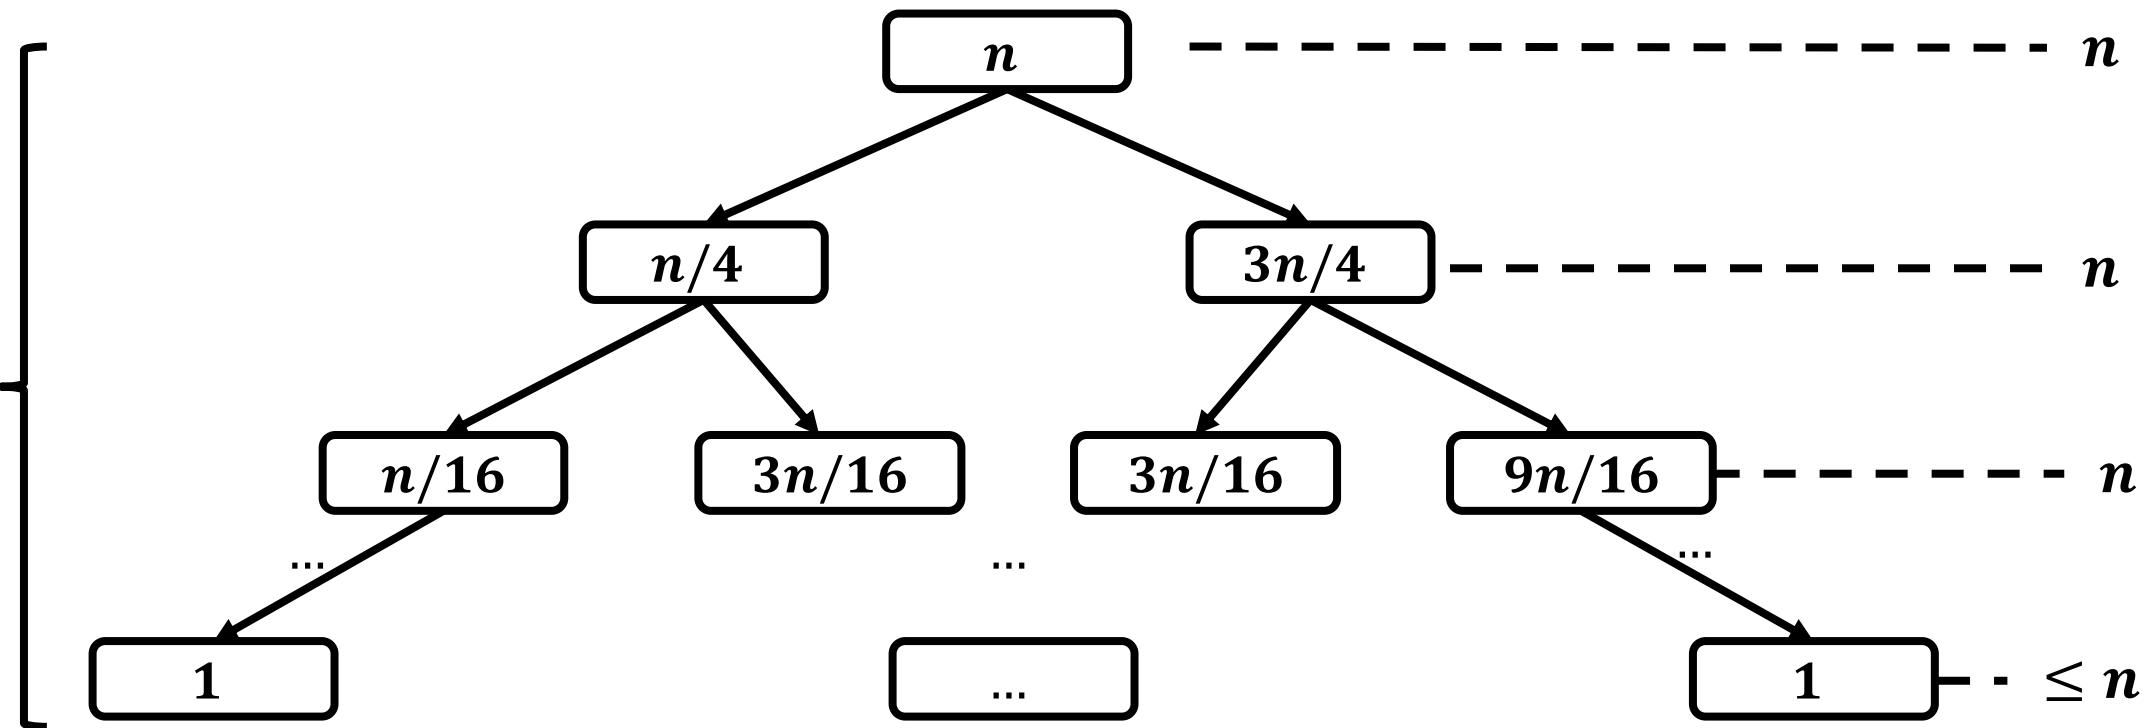 n n
n/4 3n/4 n
n/16 3n/16 3n/16 9n/16 n
... ... ...
1 ... 1 ≤ n